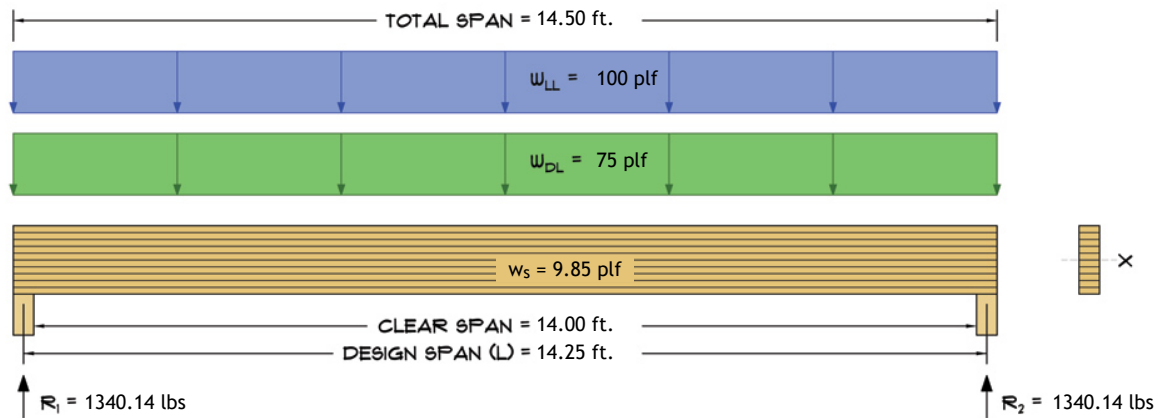 TOTAL SPAN = 14.50 ft.
WLL = 100 plf
WDL = 75 plf
ws = 9.85 plf
X
CLEAR SPAN = 14.00 ft.
DESIGN SPAN (L) = 14.25 ft.
R1 = 1340.14 lbs
R2 = 1340.14 lbs